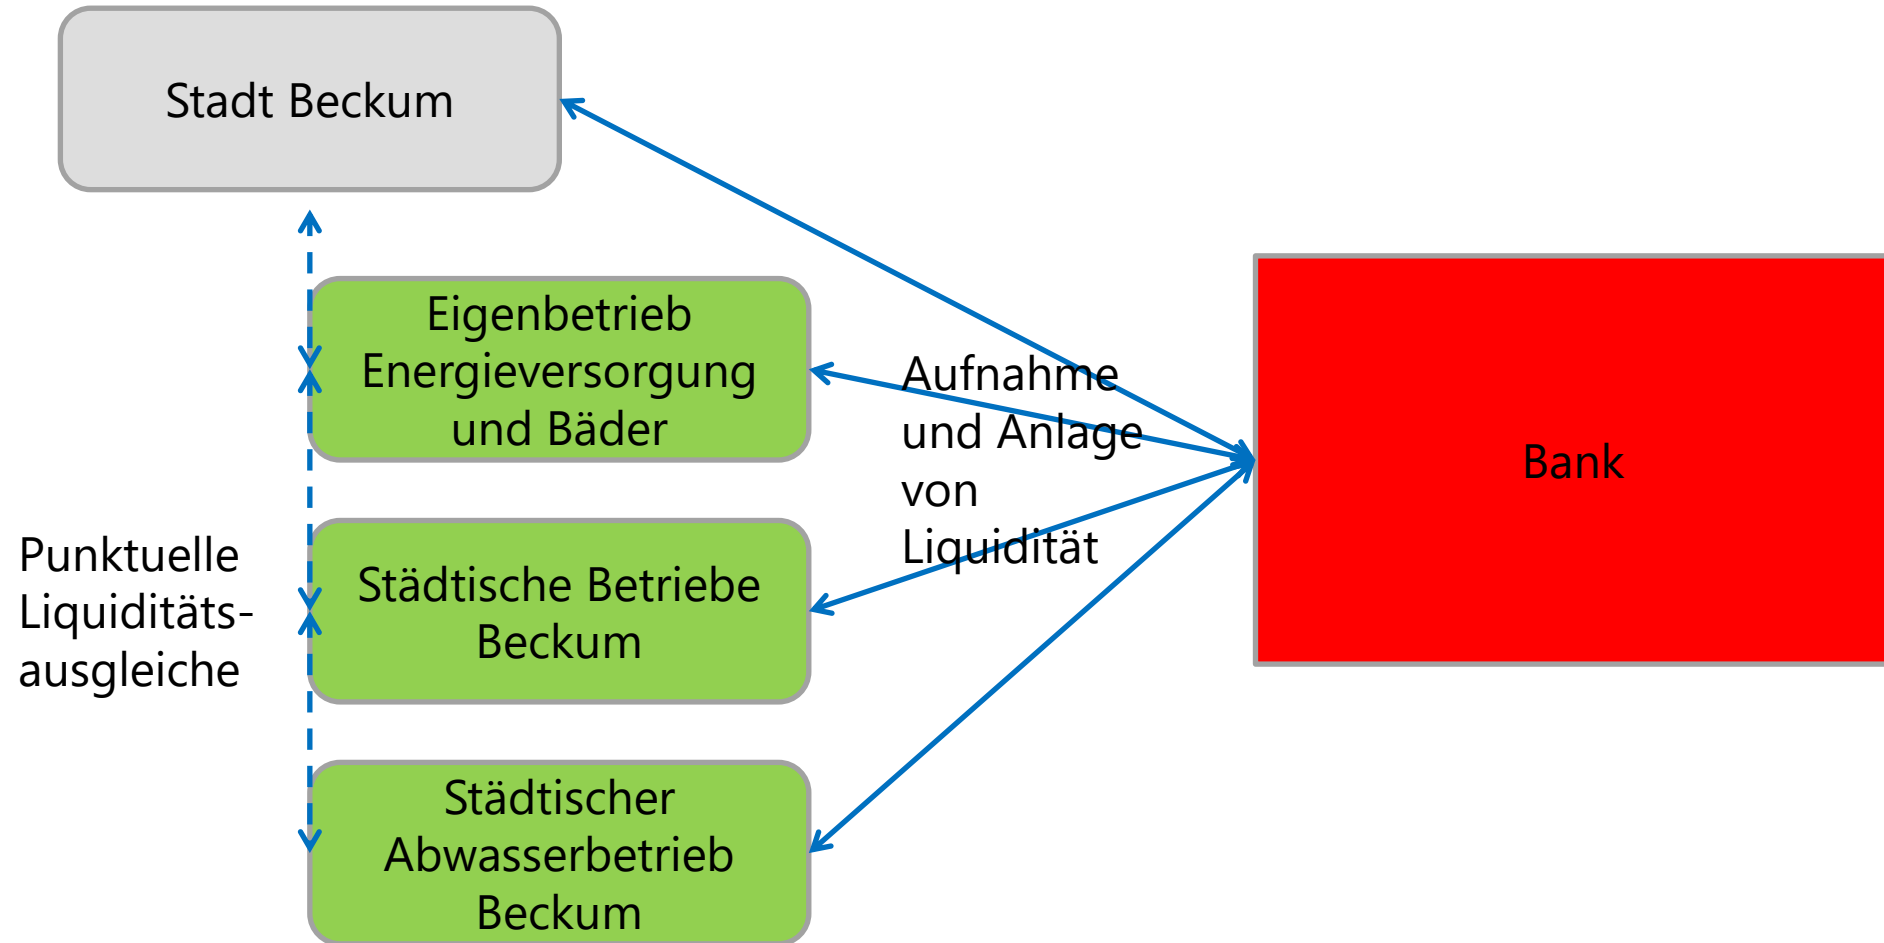 Stadt Beckum
Eigenbetrieb
Energieversorgung
und Bäder
Aufnahme
und Anlage
von
Liquidität
Bank
Punktuelle
Liquiditäts-
ausgleiche
Städtische Betriebe
Beckum
Städtischer
Abwasserbetrieb
Beckum